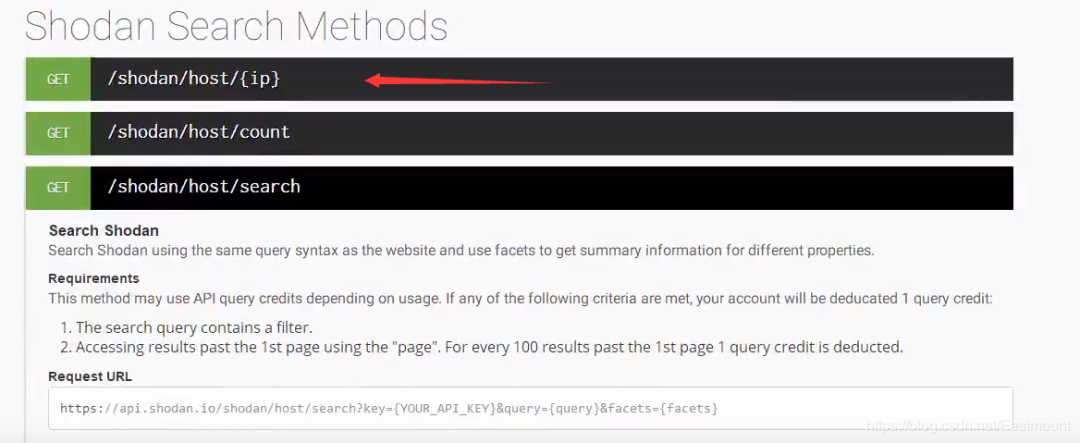 Shodan Search Methods
GET /shodan/host/{ip}
GET /shodan/host/count
GET /shodan/host/search
Search Shodan
Search Shodan using the same query syntax as the website and use facets to get summary information for different properties.
Requirements
This method may use API query credits depending on usage. If any of the following criteria are met, your account will be deducated 1 query credit:
1. The search query contains a filter.
2. Accessing results past the 1st page using the "page". For every 100 results past the 1st page 1 query credit is deducted.
Request URL
https://api.shodan.io/shodan/host/search?key={YOUR_API_KEY}&query={query}&facets={facets}
https://blog.csdn.net/Eastmount